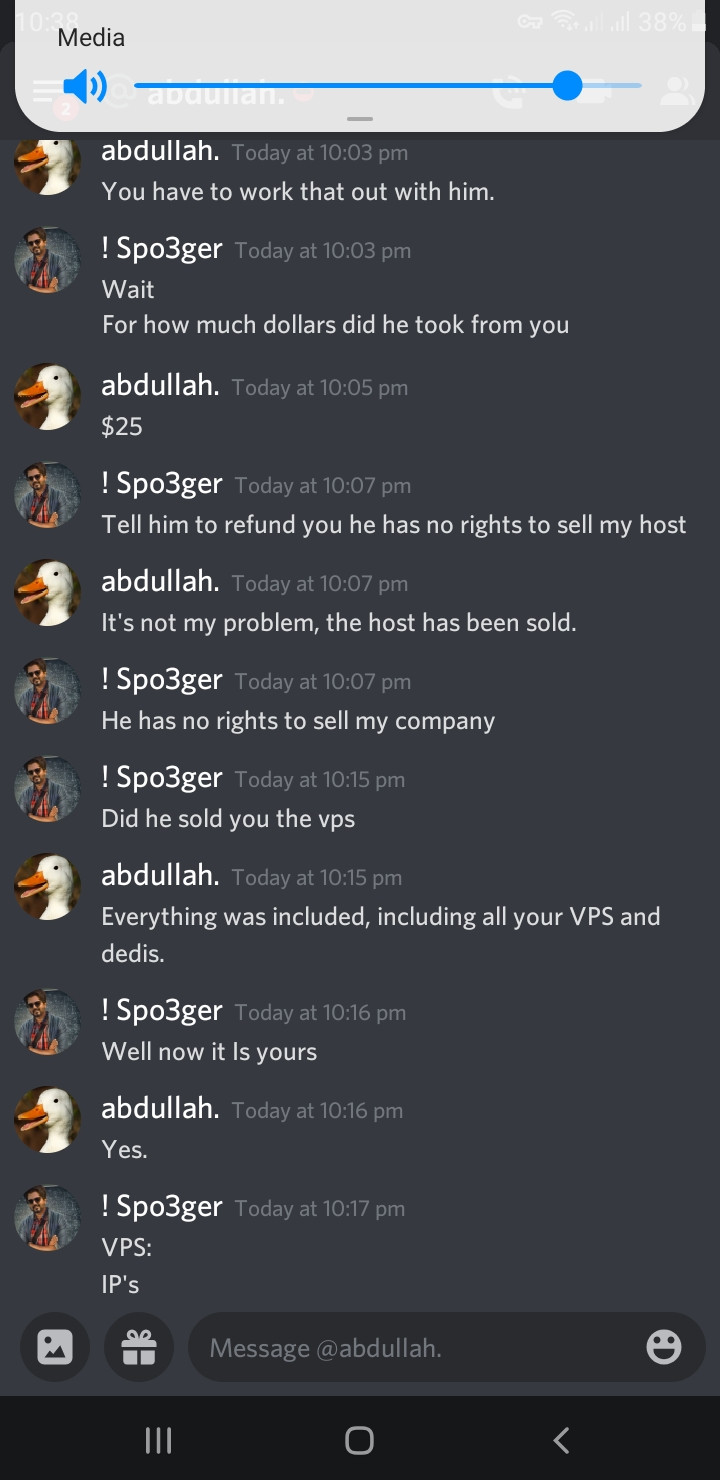 10:38
38%
Media
2
@ abdullah.
abdullah. Today at 10:03 pm
You have to work that out with him.
! Spo3ger Today at 10:03 pm
Wait
For how much dollars did he took from you
abdullah. Today at 10:05 pm
$25
! Spo3ger Today at 10:07 pm
Tell him to refund you he has no rights to sell my host
abdullah. Today at 10:07 pm
It's not my problem, the host has been sold.
! Spo3ger Today at 10:07 pm
He has no rights to sell my company
! Spo3ger Today at 10:15 pm
Did he sold you the vps
abdullah. Today at 10:15 pm
Everything was included, including all your VPS and
dedis.
! Spo3ger Today at 10:16 pm
Well now it Is yours
abdullah. Today at 10:16 pm
Yes.
! Spo3ger Today at 10:17 pm
VPS:
IP's
Message @abdullah.